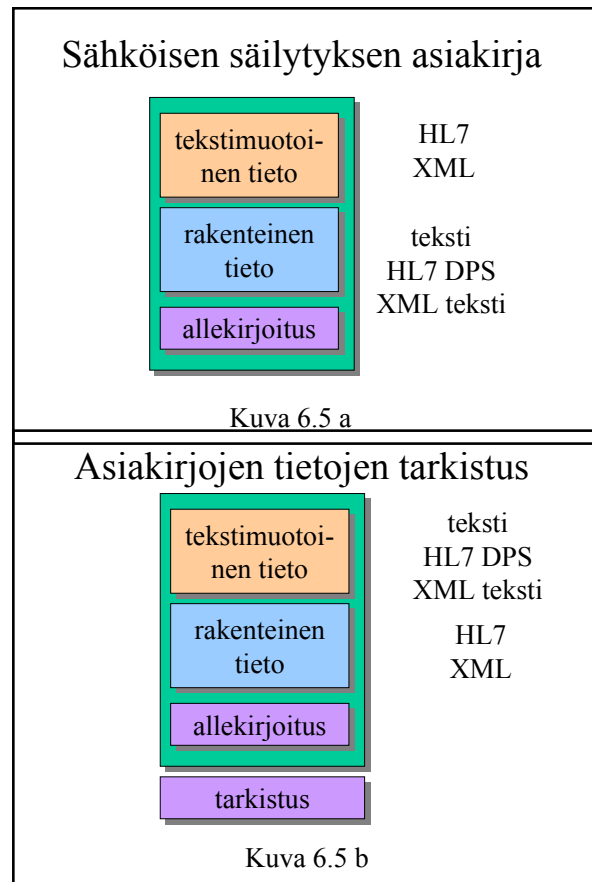 Sähköisen säilytyksen asiakirja
tekstimuotoi-
nen tieto
HL7
XML
rakenteinen
tieto
teksti
HL7 DPS
XML teksti
allekirjoitus
Kuva 6.5 a
Asiakirjojen tietojen tarkistus
tekstimuotoi-
nen tieto
teksti
HL7 DPS
XML teksti
rakenteinen
tieto
HL7
XML
allekirjoitus
tarkistus
Kuva 6.5 b